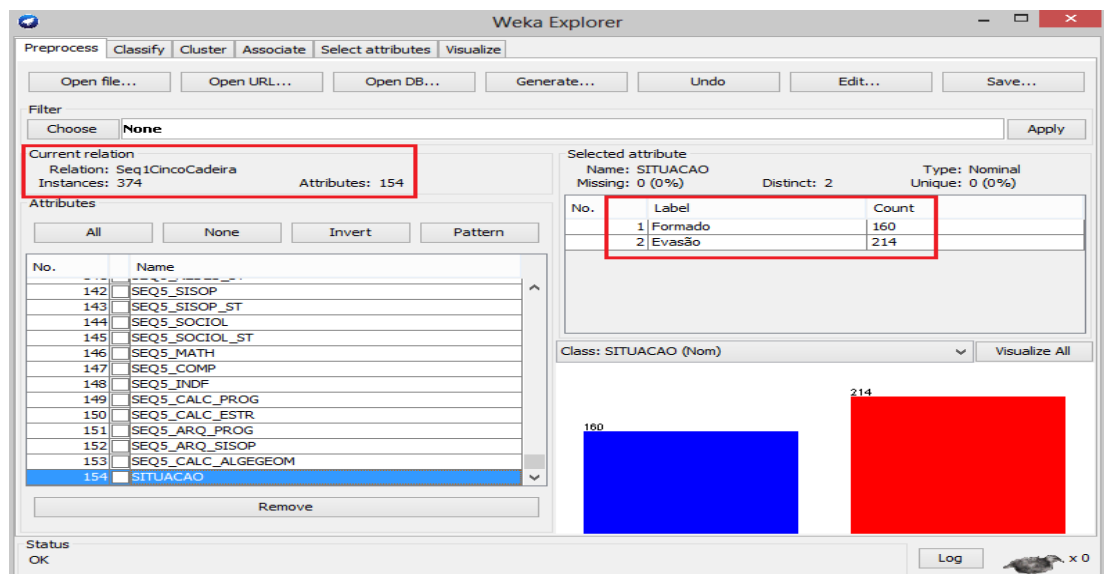 Weka Explorer
Preprocess Classify Cluster Associate Select attributes Visualize
Open file... Open URL... Open DB... Generate... Undo Edit... Save...
Filter
Choose None Apply
Current relation
Relation: Seq1CincoCadeira
Instances: 374 Attributes: 154
Attributes
All None Invert Pattern
No. Name
142 SEQ5_SISOP
143 SEQ5_SISOP_ST
144 SEQ5_SOCIOL
145 SEQ5_SOCIOL_ST
146 SEQ5_MATH
147 SEQ5_COMP
148 SEQ5_INDF
149 SEQ5_CALC_PROG
150 SEQ5_CALC_ESTR
151 SEQ5_ARQ_PROG
152 SEQ5_ARQ_SISOP
153 SEQ5_CALC_ALGEGEOM
154 SITUACAO
Remove
Selected attribute
Name: SITUACAO Type: Nominal
Missing: 0 (0%) Distinct: 2 Unique: 0 (0%)
No. Label Count
1 Formado 160
2 Evasão 214
Class: SITUACAO (Nom) Visualize All
160
214
Status
OK
Log x 0